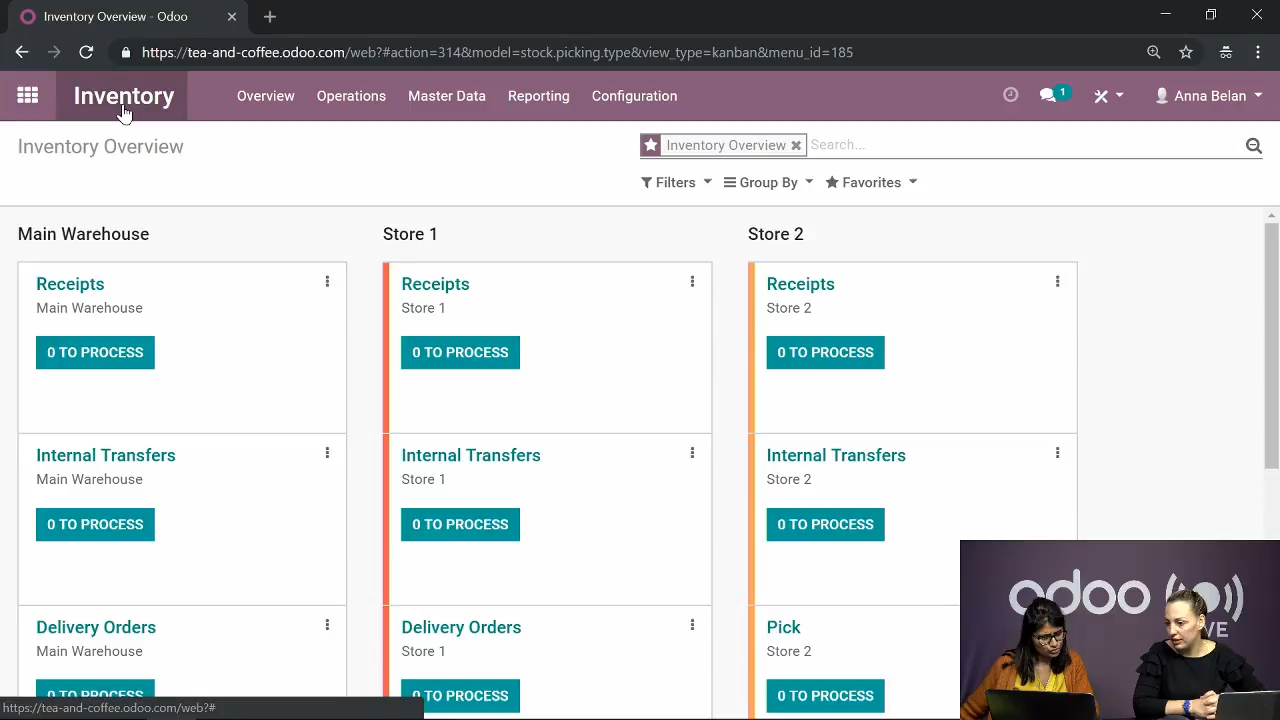 Inventory Overview - Odoo
https://tea-and-coffee.odoo.com/web?#action=314&model=stock.picking.type&view_type=kanban&menu_id=185
Inventory
Overview
Operations
Master Data
Reporting
Configuration
1
Anna Belan
Inventory Overview
Inventory Overview
Search...
Filters
Group By
Favorites
Main Warehouse
Store 1
Store 2
Receipts
Main Warehouse
0 TO PROCESS
Receipts
Store 1
0 TO PROCESS
Receipts
Store 2
0 TO PROCESS
Internal Transfers
Main Warehouse
0 TO PROCESS
Internal Transfers
Store 1
0 TO PROCESS
Internal Transfers
Store 2
0 TO PROCESS
Delivery Orders
Main Warehouse
0 TO PROCESS
Delivery Orders
Store 1
0 TO PROCESS
Pick
Store 2
0 TO PROCESS
https://tea-and-coffee.odoo.com/web?#
odoo